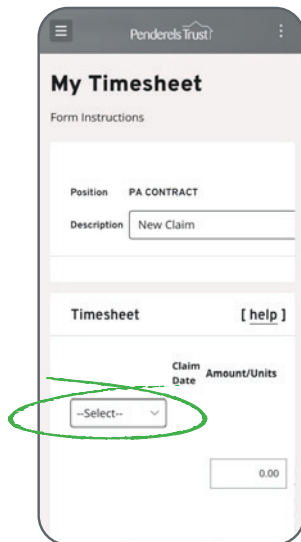 Penderels Trust
My Timesheet
Form Instructions
Position PA CONTRACT
Description New Claim
Timesheet [ help ]
Claim
Date Amount/Units
--Select--
0.00